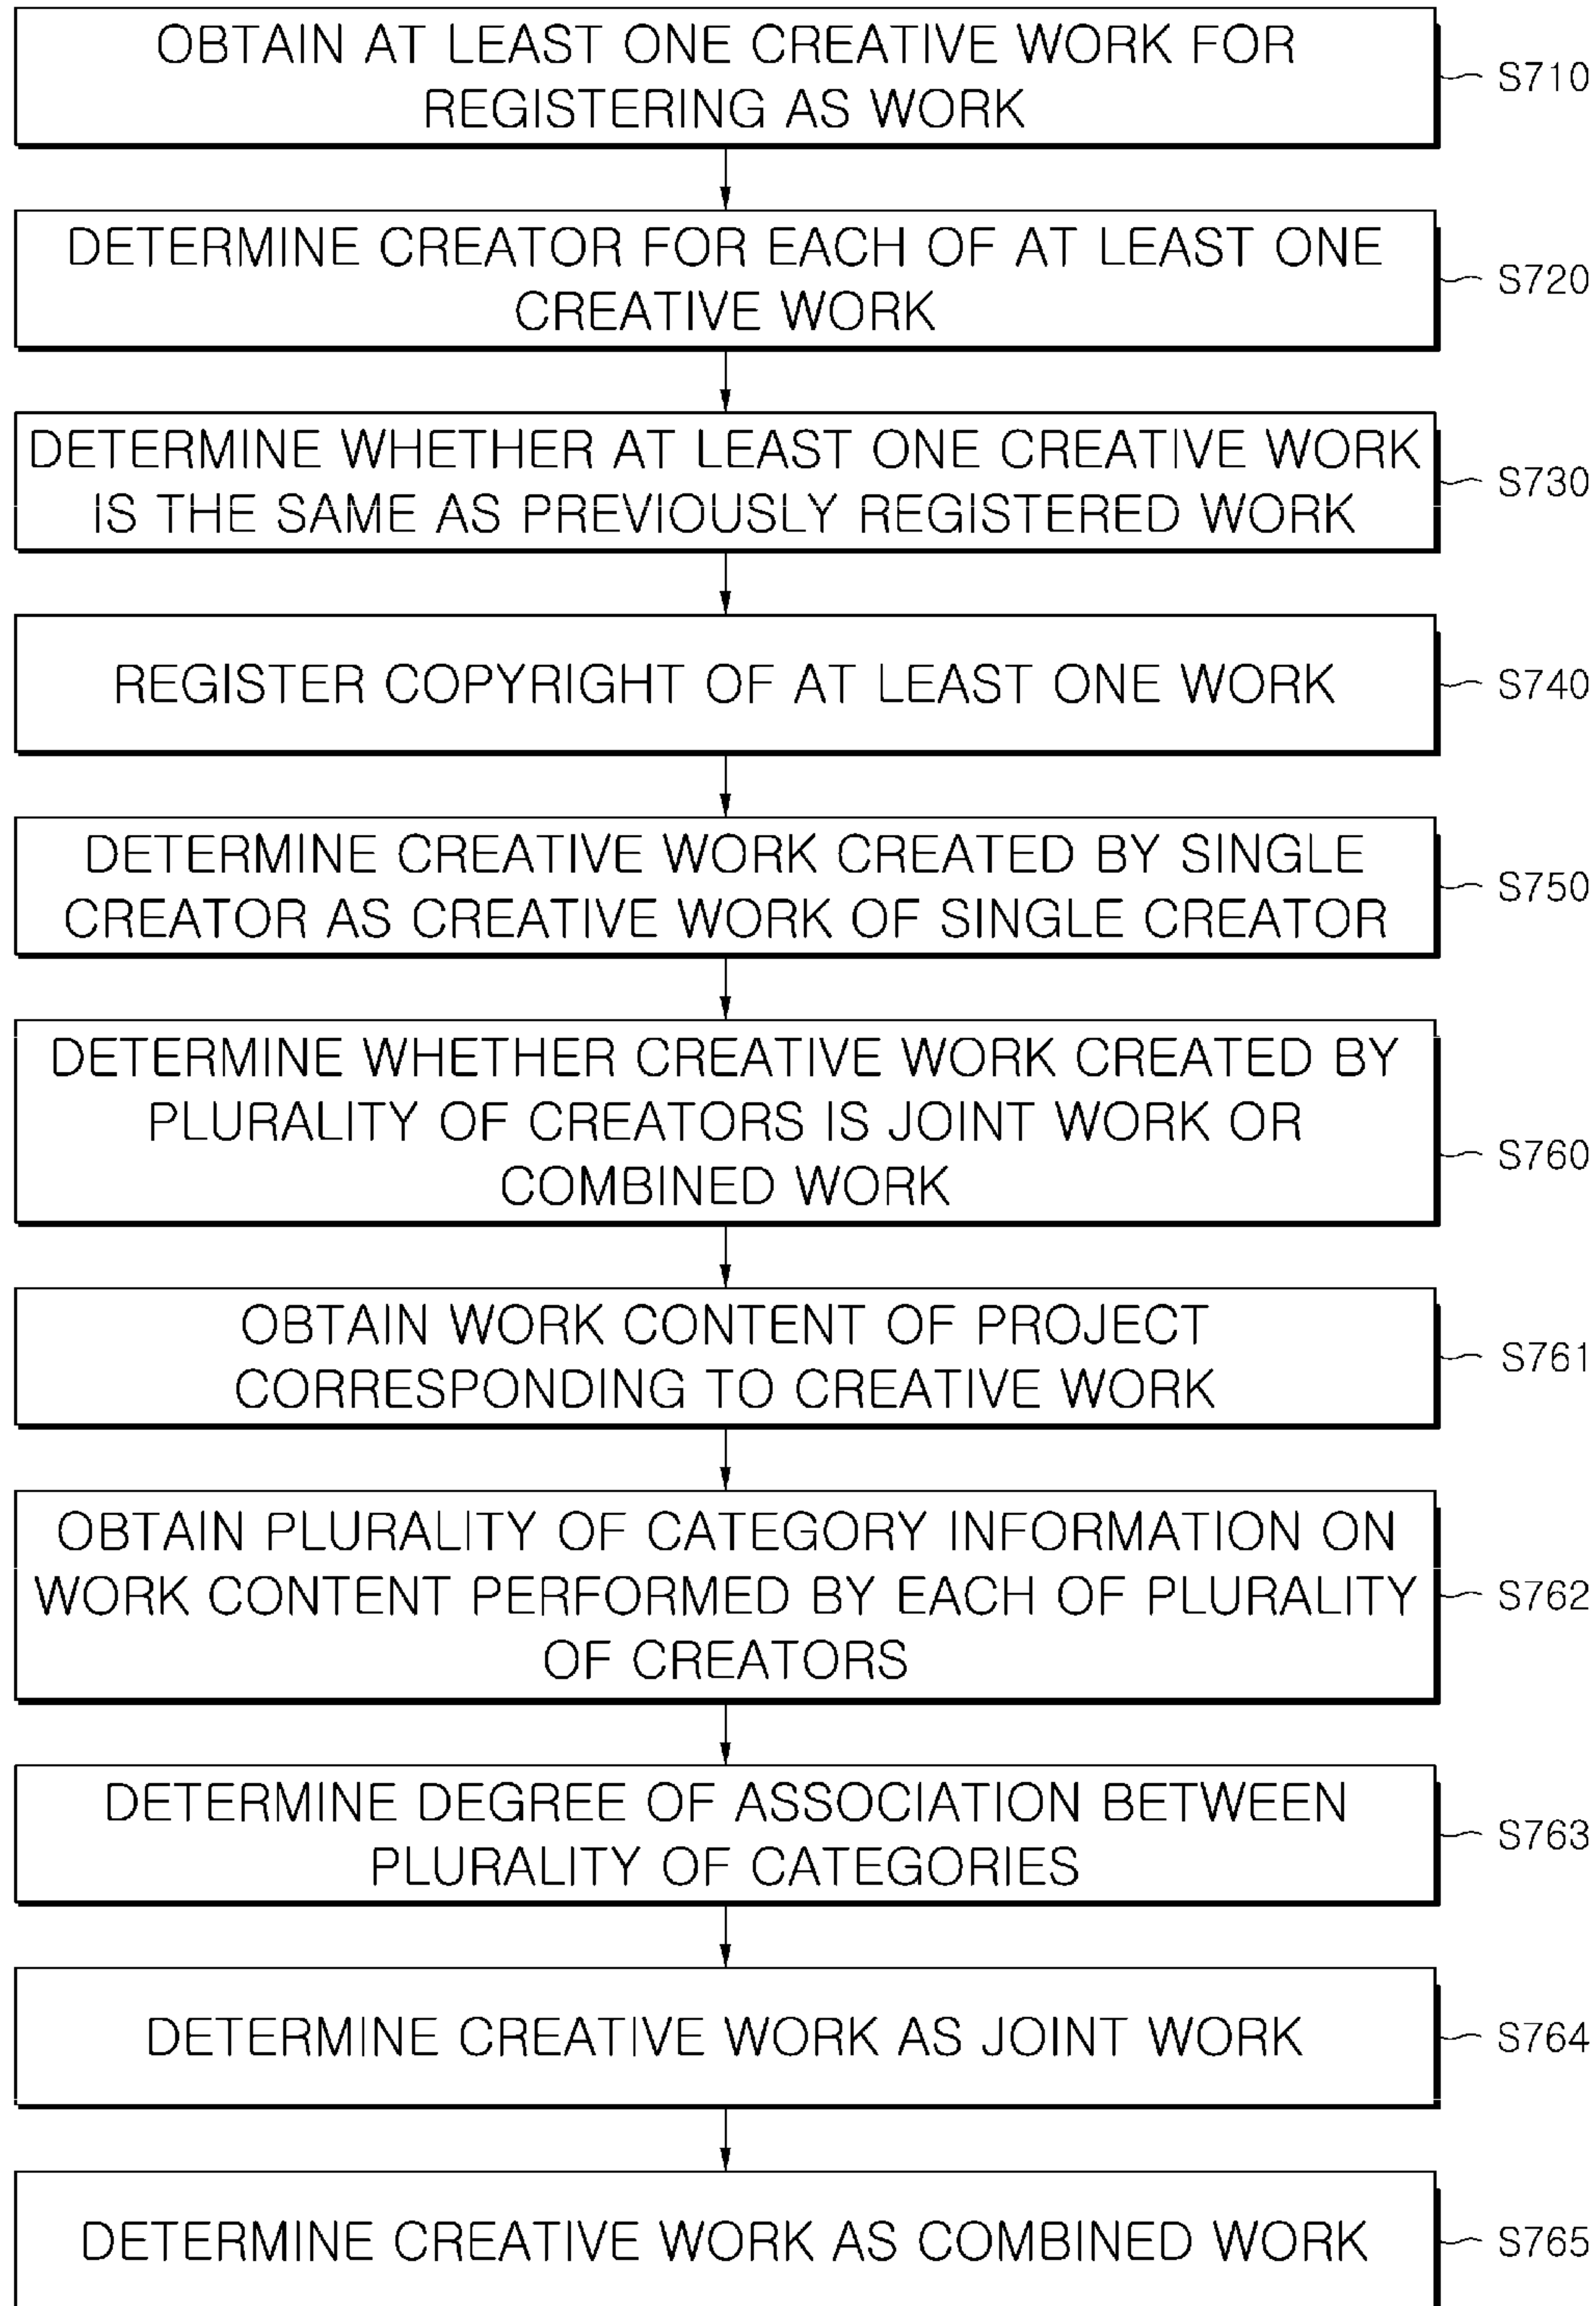 OBTAIN AT LEAST ONE CREATIVE WORK FOR
REGISTERING AS WORK
S710
DETERMINE CREATOR FOR EACH OF AT LEAST ONE
CREATIVE WORK
S720
DETERMINE WHETHER AT LEAST ONE CREATIVE WORK
IS THE SAME AS PREVIOUSLY REGISTERED WORK
S730
REGISTER COPYRIGHT OF AT LEAST ONE WORK
S740
DETERMINE CREATIVE WORK CREATED BY SINGLE
CREATOR AS CREATIVE WORK OF SINGLE CREATOR
S750
DETERMINE WHETHER CREATIVE WORK CREATED BY
PLURALITY OF CREATORS IS JOINT WORK OR
COMBINED WORK
S760
OBTAIN WORK CONTENT OF PROJECT
CORRESPONDING TO CREATIVE WORK
S761
OBTAIN PLURALITY OF CATEGORY INFORMATION ON
WORK CONTENT PERFORMED BY EACH OF PLURALITY
OF CREATORS
S762
DETERMINE DEGREE OF ASSOCIATION BETWEEN
PLURALITY OF CATEGORIES
S763
DETERMINE CREATIVE WORK AS JOINT WORK
S764
DETERMINE CREATIVE WORK AS COMBINED WORK
S765